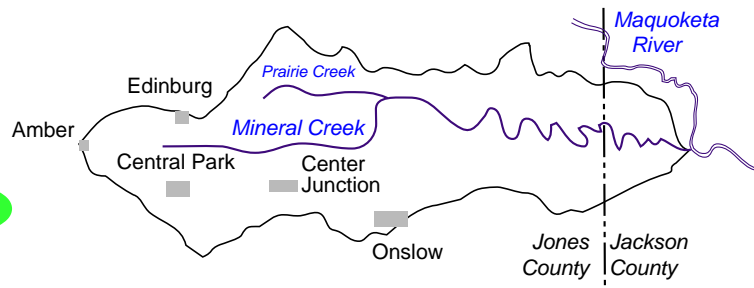 Maquoketa
River
Prairie Creek
Edinburg
Amber
Mineral Creek
Central Park
Center
Junction
Onslow
Jones
County
Jackson
County